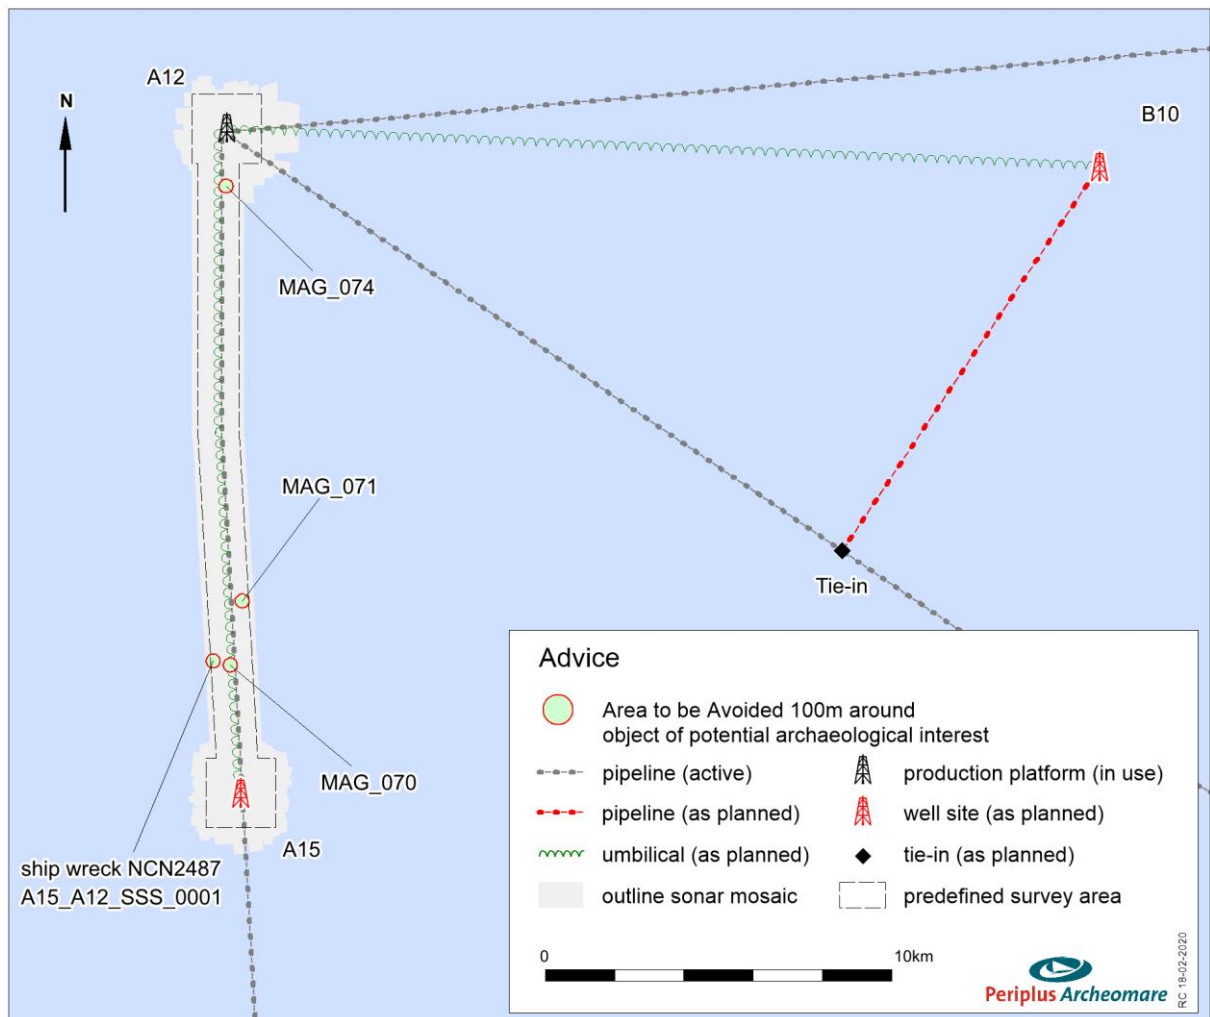 A12
N
B10
MAG_074
MAG_071
Tie-in
MAG_070
A15
ship wreck NCN2487
A15_A12_SSS_0001
Advice
Area to be Avoided 100m around
object of potential archaeological interest
pipeline (active)
production platform (in use)
pipeline (as planned)
well site (as planned)
umbilical (as planned)
tie-in (as planned)
outline sonar mosaic
predefined survey area
0
10km
Periplus Archeomare
RC 18-02-2020